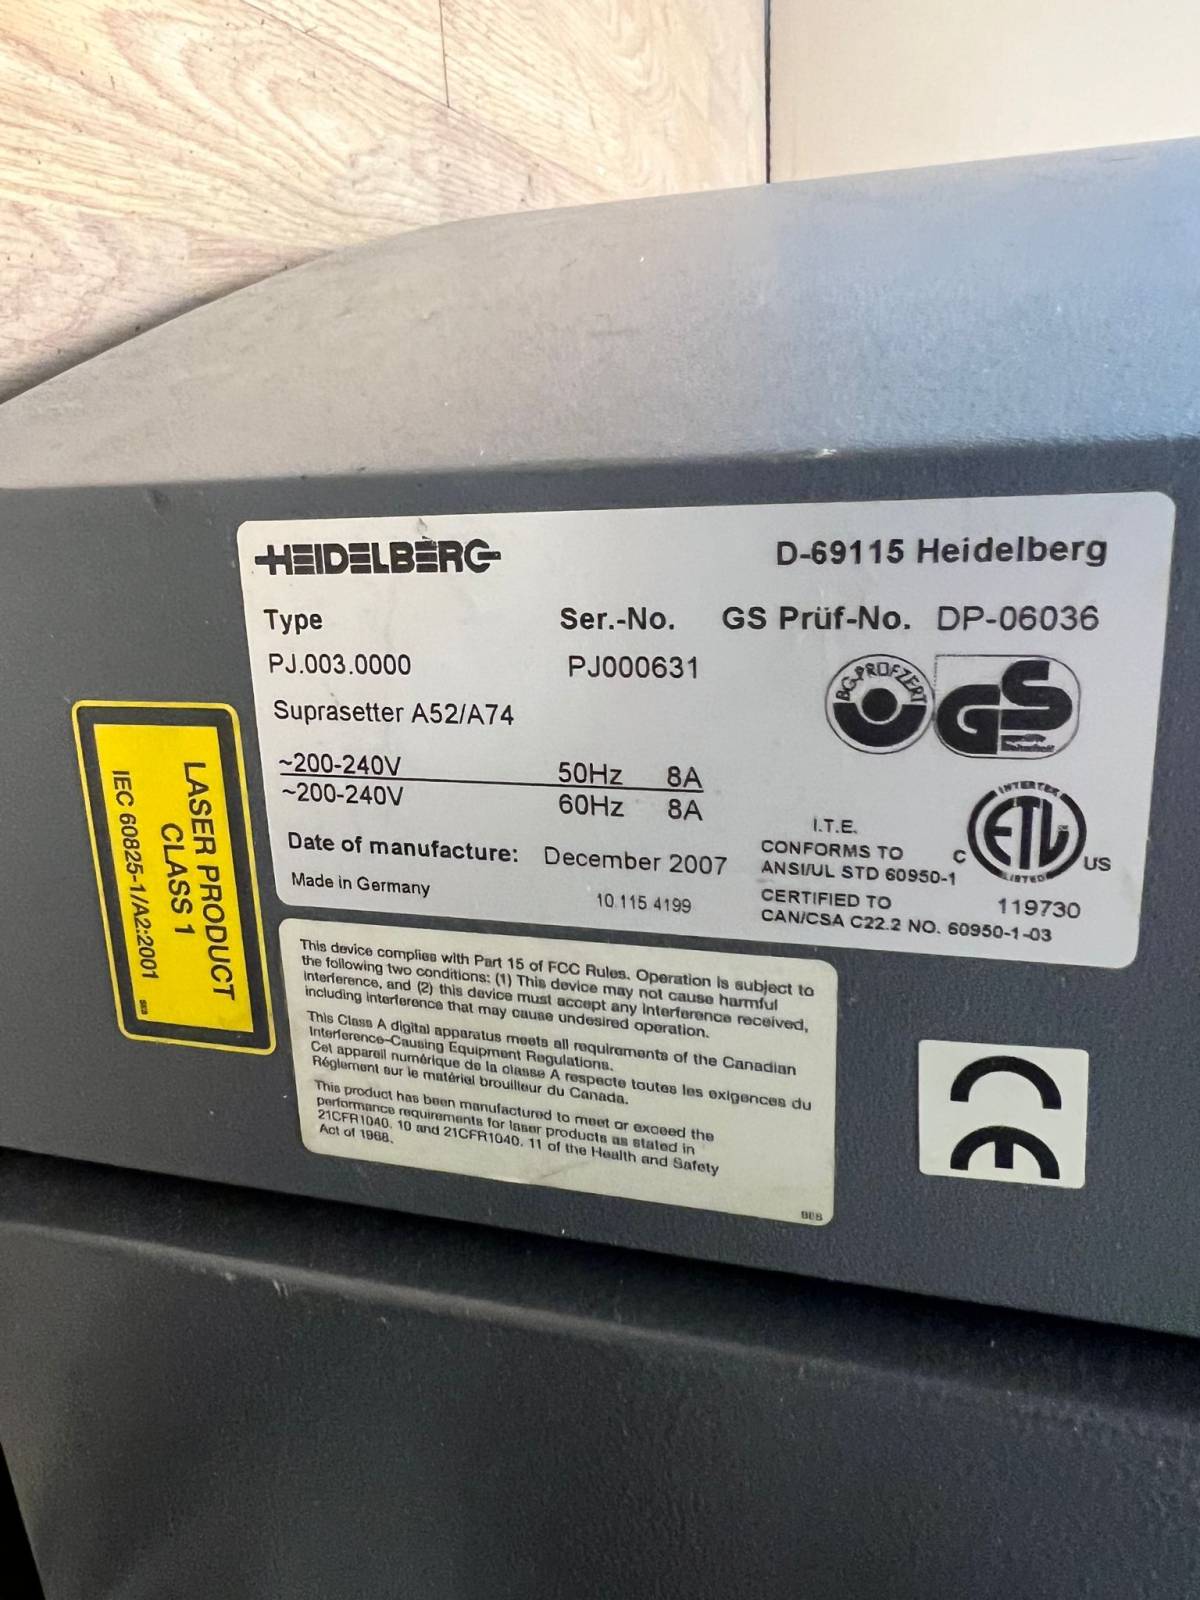 HEIDELBERG
D-69115 Heidelberg
Type
Ser.-No.
GS Prüf-No. DP-06036
PJ.003.0000
PJ000631
BG-PRÜFZERT
GS
Suprasetter A52/A74
~200-240V 50Hz 8A
~200-240V 60Hz 8A
Date of manufacture: December 2007
Made in Germany
10.115.4199
I.T.E.
CONFORMS TO
ANSI/UL STD 60950-1
CERTIFIED TO
CAN/CSA C22.2 NO. 60950-1-03
INTERTEK
C ETL US
LISTED
119730
LASER PRODUCT
CLASS 1
IEC 60825-1/A2:2001
This device complies with Part 15 of FCC Rules. Operation is subject to
the following two conditions: (1) This device may not cause harmful
interference, and (2) this device must accept any interference received,
including interference that may cause undesired operation.
This Class A digital apparatus meets all requirements of the Canadian
Interference-Causing Equipment Regulations.
Cet appareil numérique de la classe A respecte toutes les exigences du
Réglement sur le matériel brouilleur du Canada.
This product has been manufactured to meet or exceed the
performance requirements for laser products as stated in
21CFR1040. 10 and 21CFR1040. 11 of the Health and Safety
Act of 1968.
CE